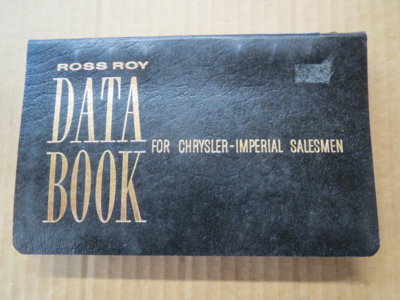 ROSS ROY
DATA
BOOK
FOR CHRYSLER-IMPERIAL SALESMEN